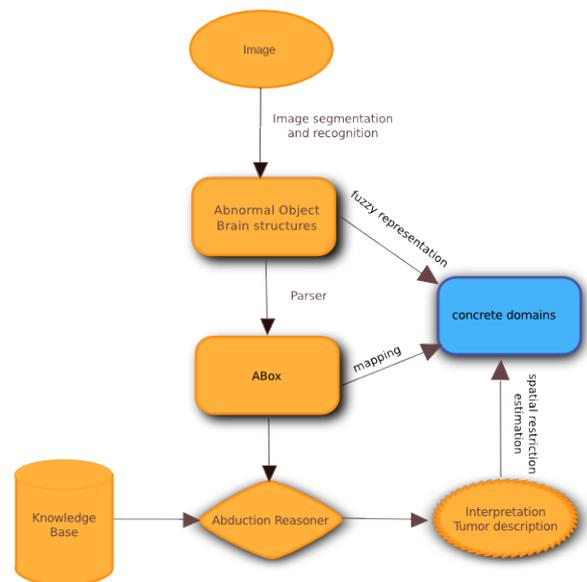 Image
Image segmentation
and recognition
Abnormal Object
Brain structures
fuzzy representation
Parser
concrete domains
ABox
mapping
spatial restriction
estimation
Knowledge
Base
Abduction Reasoner
Interpretation
Tumor description